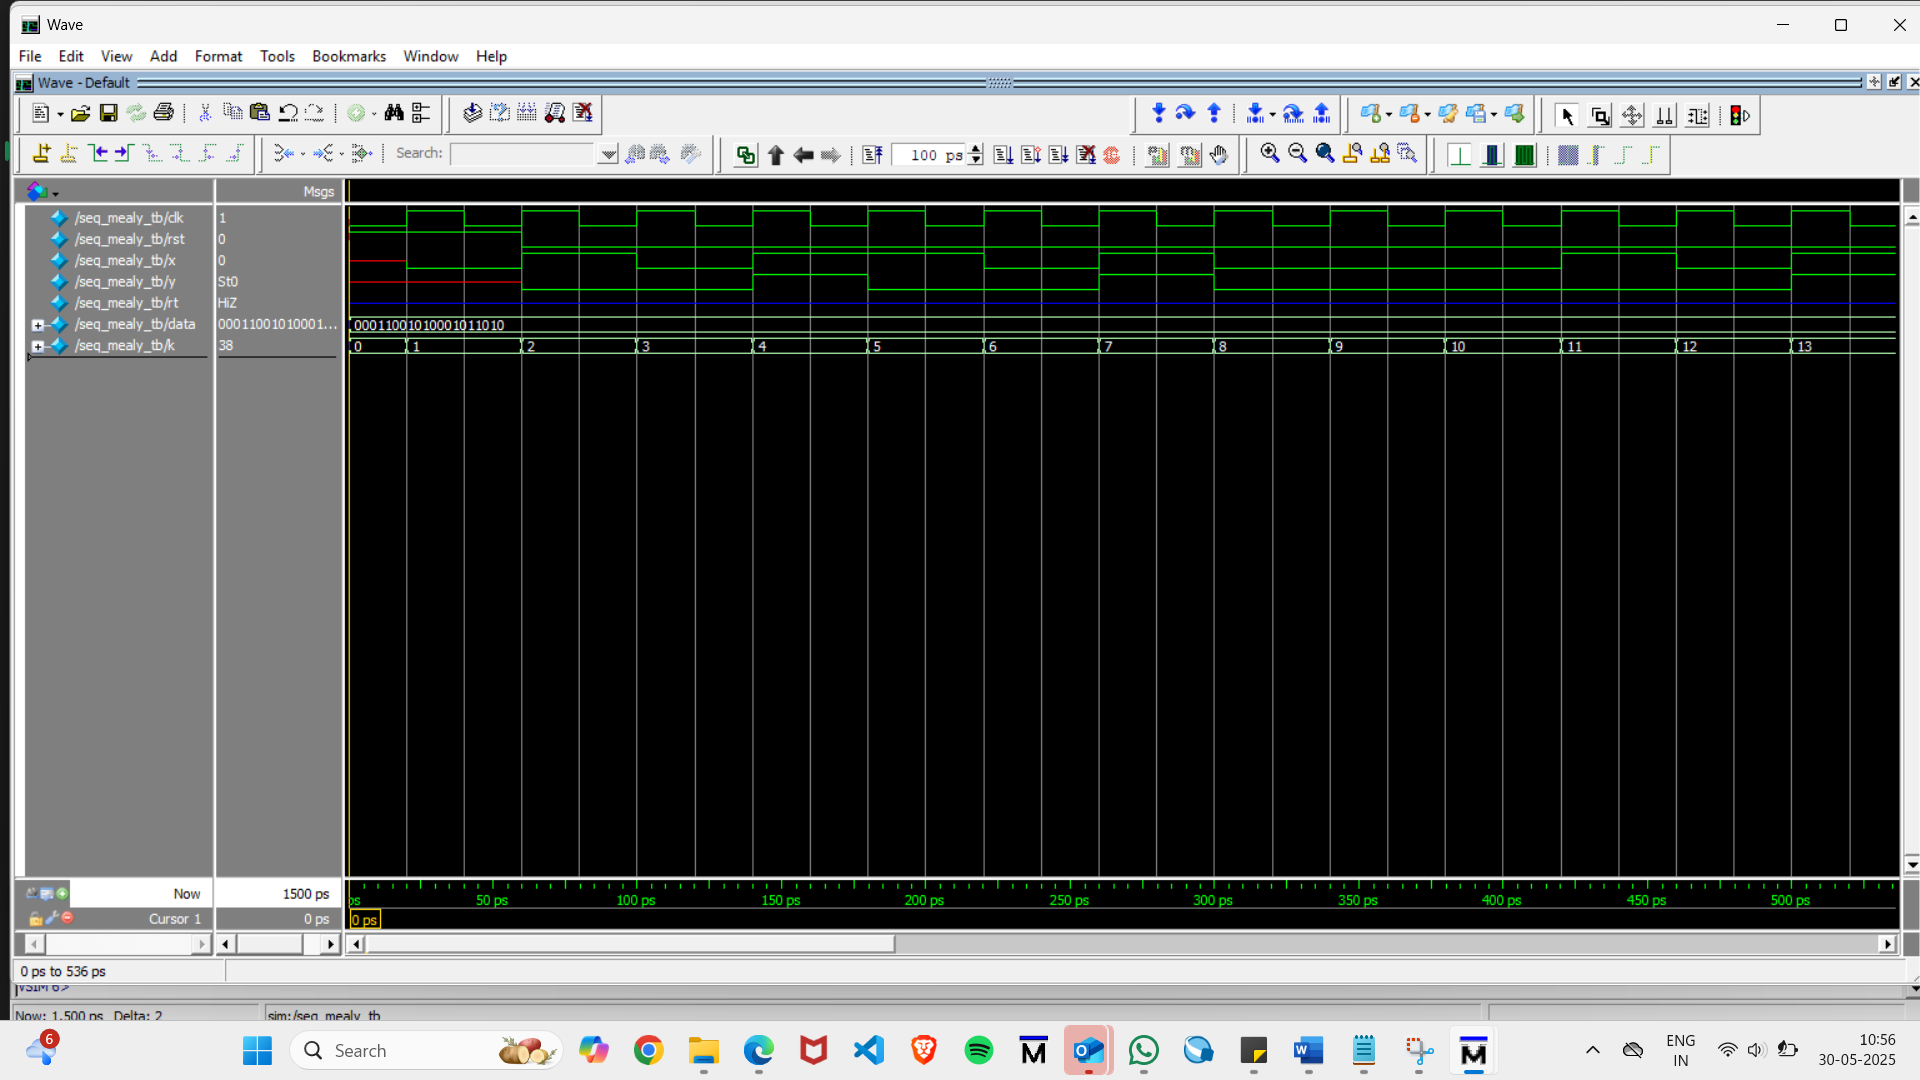 Wave
File Edit View Add Format Tools Bookmarks Window Help
Wave - Default
Search: 100 ps
Msgs
/seq_mealy_tb/clk 1
/seq_mealy_tb/rst 0
/seq_mealy_tb/x 0
/seq_mealy_tb/y St0
/seq_mealy_tb/rt HiZ
/seq_mealy_tb/data 00011001010001... 00011001010001011010
/seq_mealy_tb/k 38 0 1 2 3 4 5 6 7 8 9 10 11 12 13
Now 1500 ps ps 50 ps 100 ps 150 ps 200 ps 250 ps 300 ps 350 ps 400 ps 450 ps 500 ps
Cursor 1 0 ps 0 ps
0 ps to 536 ps
VSIM 6>
Now: 1,500 ps Delta: 2 sim:/seq_mealy_tb
6 Search ENG 10:56
IN 30-05-2025